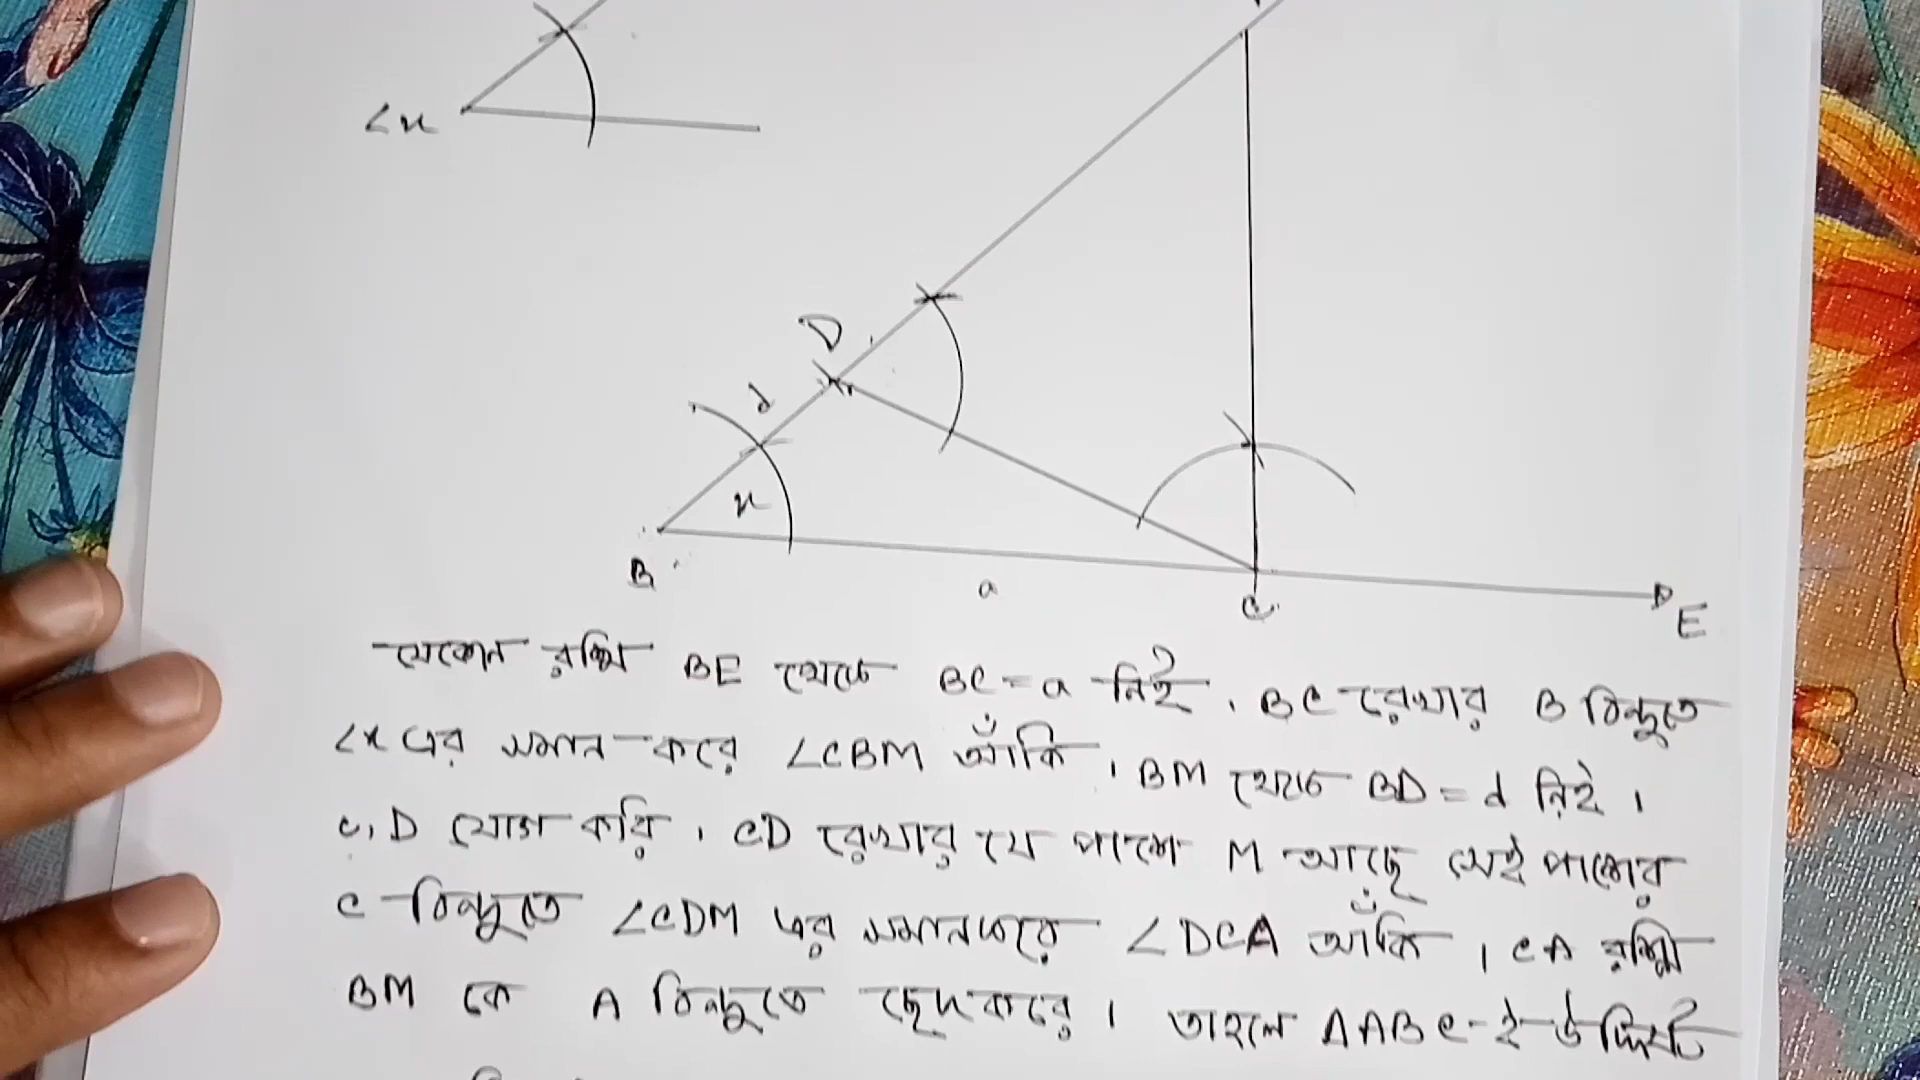 ∠x
D
d
x
B
a
C
E
যেকোন রশ্মি BE থেকে BC = a নিই। BC রেখার B বিন্দুতে
∠x এর সমান করে ∠CBM আঁকি। BM থেকে BD = d নিই।
C, D যোগ করি। CD রেখার যে পাশে M আছে সেই পাশের
C বিন্দুতে ∠CDM এর সমান করে ∠DCA আঁকি। CA রশ্মি
BM কে A বিন্দুতে ছেদ করে। তাহলে ΔABC-ই উদ্দিষ্ট